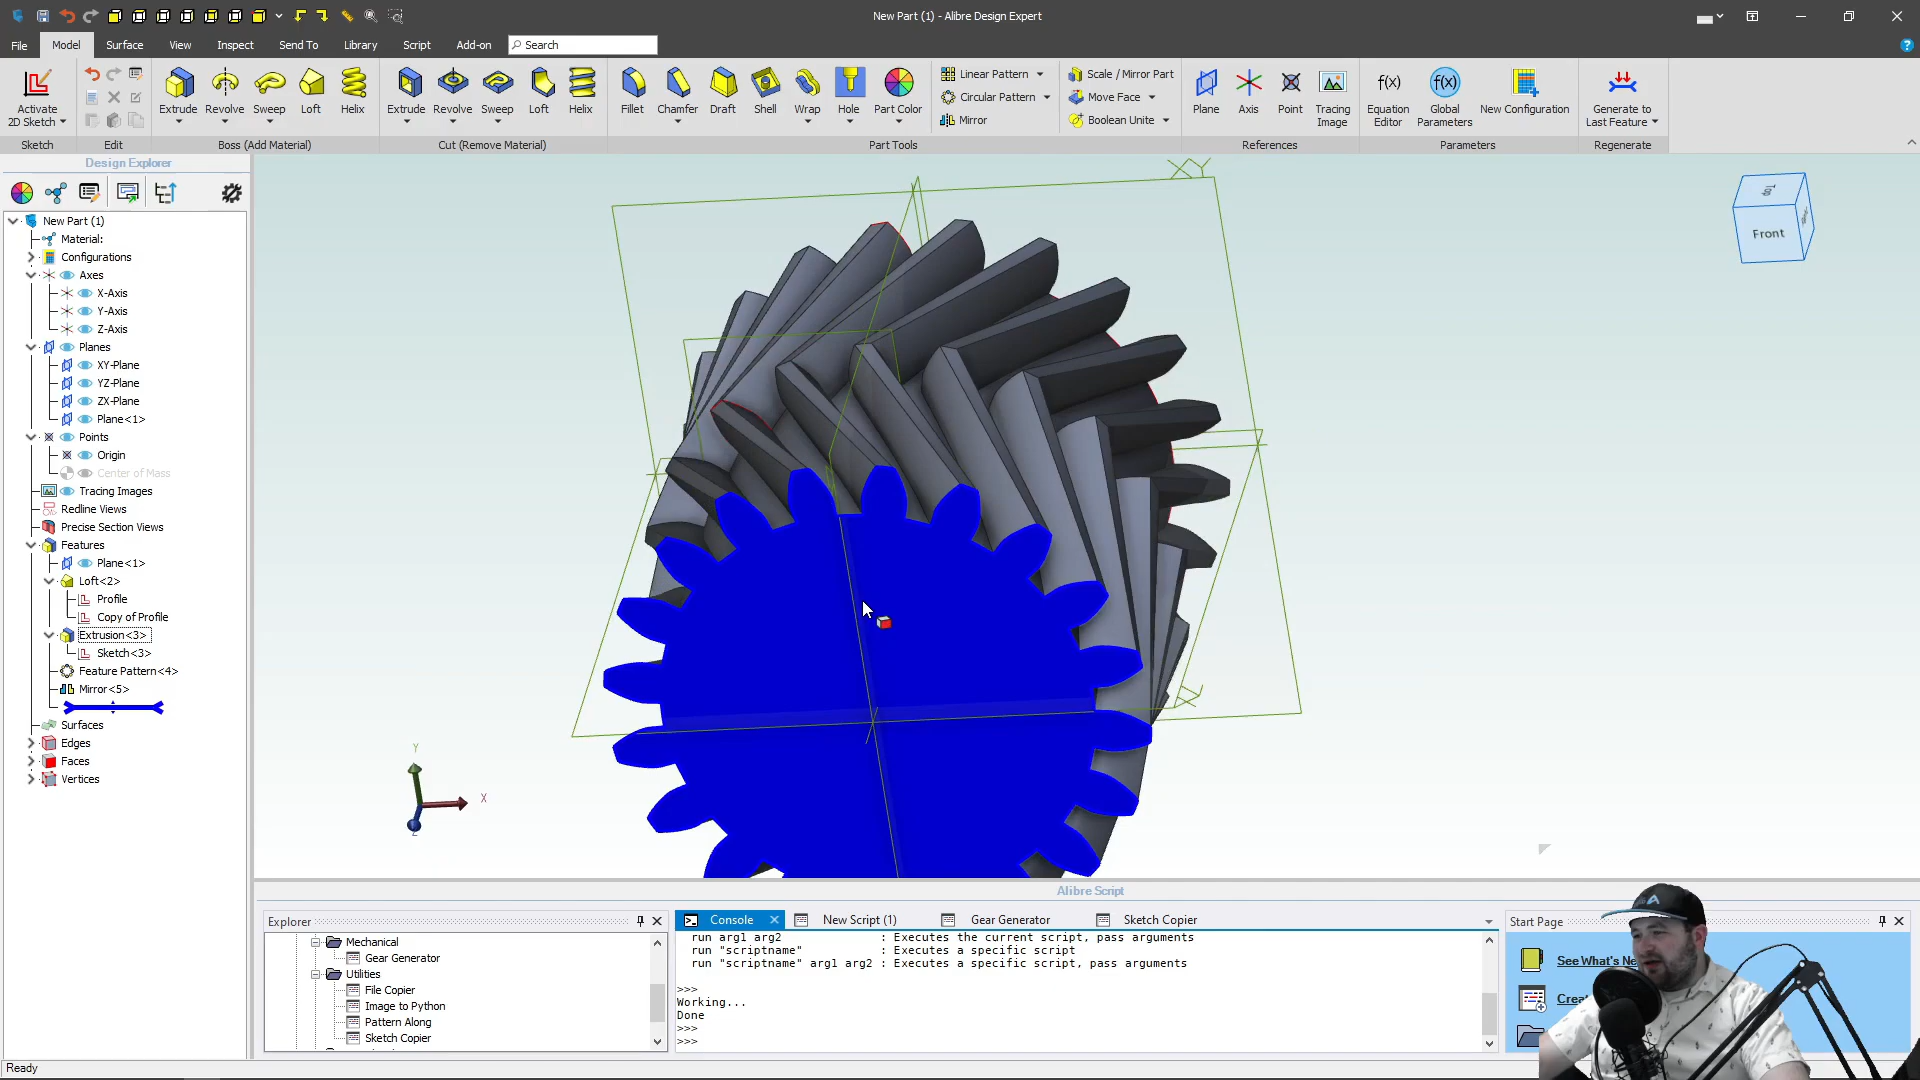 New Part (1) - Alibre Design Expert
File Model Surface View Inspect Send To Library Script Add-on Search
Activate 2D Sketch
Extrude Revolve Sweep Loft Helix
Extrude Revolve Sweep Loft Helix
Fillet Chamfer Draft Shell Wrap Hole Part Color
Linear Pattern
Circular Pattern
Mirror
Scale / Mirror Part
Move Face
Boolean Unite
Plane Axis Point Tracing Image
Equation Editor Global Parameters New Configuration
Generate to Last Feature
Sketch Edit Boss (Add Material) Cut (Remove Material) Part Tools References Parameters Regenerate
Design Explorer
New Part (1)
Material:
Configurations
Axes
X-Axis
Y-Axis
Z-Axis
Planes
XY-Plane
YZ-Plane
ZX-Plane
Plane<1>
Points
Origin
Center of Mass
Tracing Images
Redline Views
Precise Section Views
Features
Plane<1>
Loft<2>
Profile
Copy of Profile
Extrusion<3>
Sketch<3>
Feature Pattern<4>
Mirror<5>
Surfaces
Edges
Faces
Vertices
Front
Y
X
Z
Alibre Script
Explorer
Mechanical
Gear Generator
Utilities
File Copier
Image to Python
Pattern Along
Sketch Copier
Console New Script (1) Gear Generator Sketch Copier
run arg1 arg2 : Executes the current script, pass arguments
run "scriptname" : Executes a specific script
run "scriptname" arg1 arg2 : Executes a specific script, pass arguments
>>>
Working...
Done
>>>
>>>
Start Page
See What's Ne
Crea
Ready